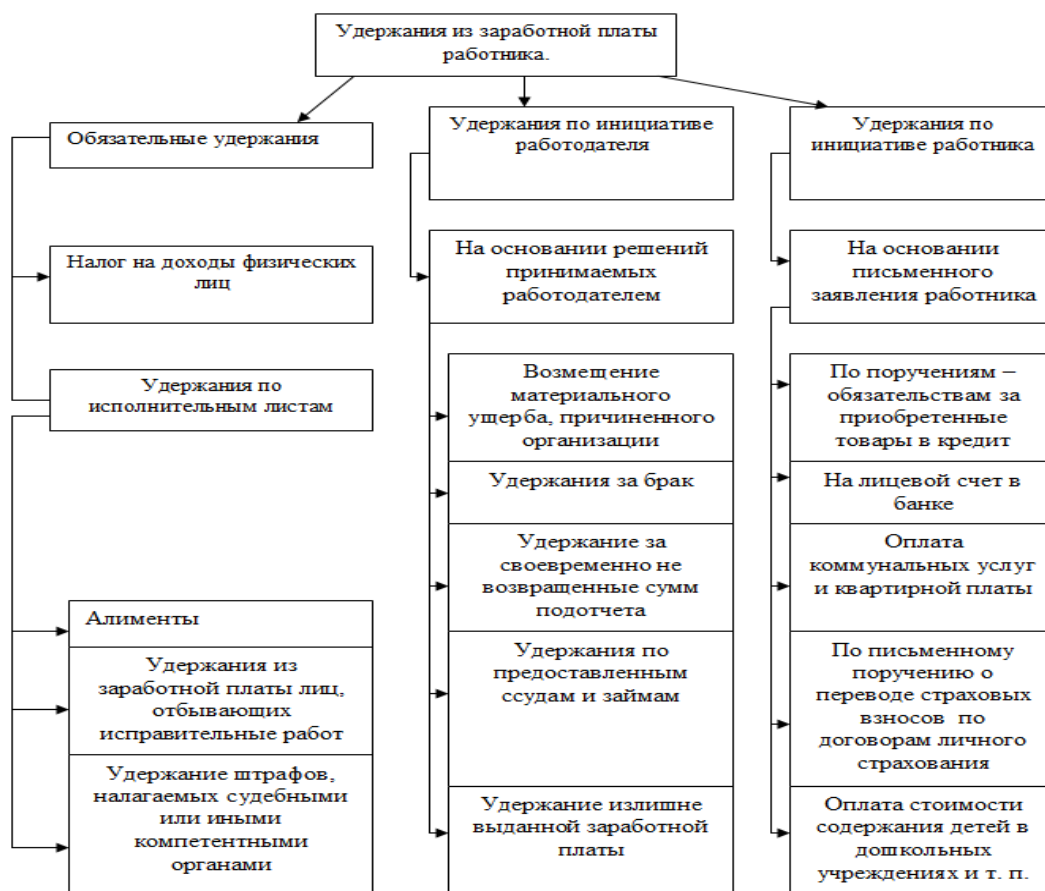 Удержания из заработной платы
работника.
Обязательные удержания
Налог на доходы физических
лиц
Удержания по
исполнительным листам
Алименты
Удержания из
заработной платы лиц,
отбывающих
исправительные работ
Удержание штрафов,
налагаемых судебными
или иными
компетентными
органами
Удержания по инициативе
работодателя
На основании решений
принимаемых
работодателем
Возмещение
материального
ущерба, причиненного
организации
Удержания за брак
Удержание за
своевременно не
возвращенные сумм
подотчета
Удержания по
предоставленным
ссудам и займам
Удержание излишне
выданной заработной
платы
Удержания по
инициативе работника
На основании
письменного
заявления работника
По поручениям –
обязательствам за
приобретенные
товары в кредит
На лицевой счет в
банке
Оплата
коммунальных услуг
и квартирной платы
По письменному
поручению о
переводе страховых
взносов по
договорам личного
страхования
Оплата стоимости
содержания детей в
дошкольных
учреждениях и т. п.